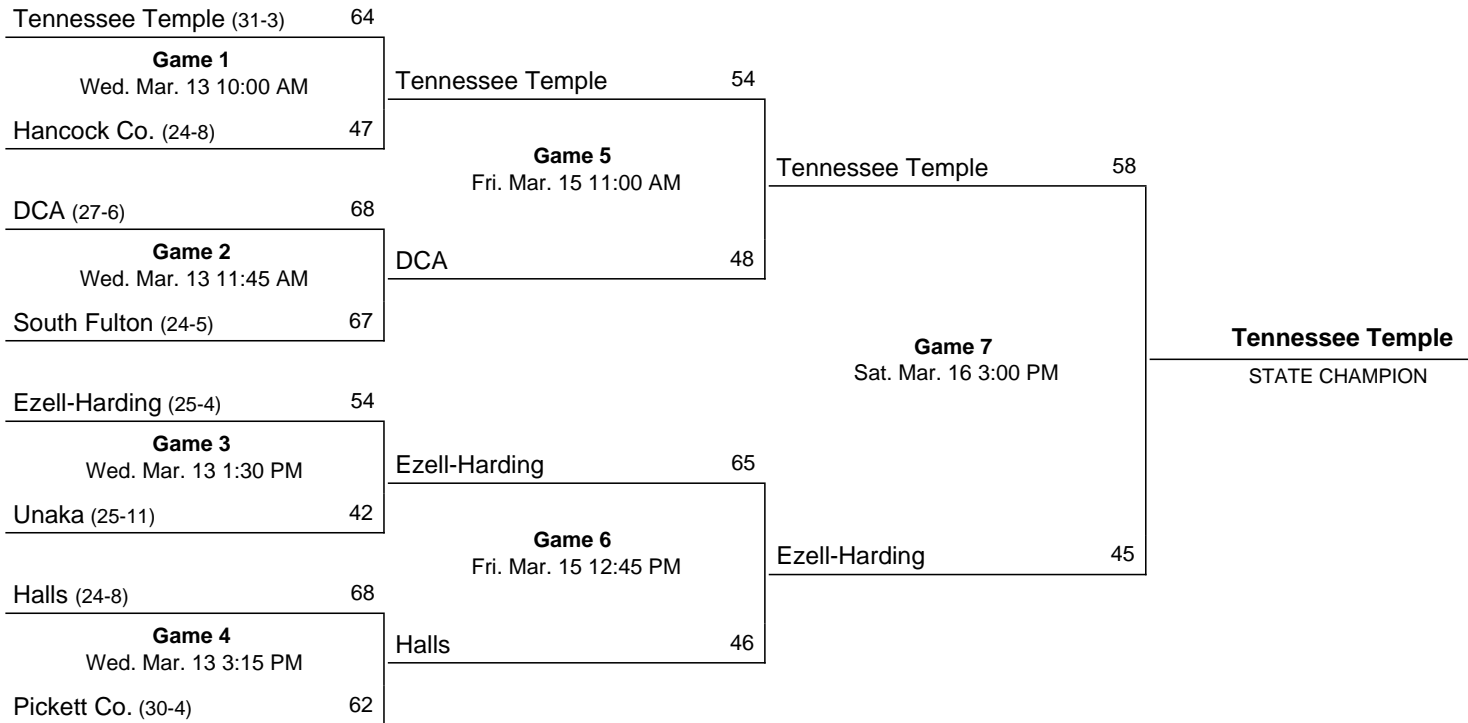 Tennessee Temple (31-3) 64
Game 1
Wed. Mar. 13 10:00 AM
Hancock Co. (24-8) 47
DCA (27-6) 68
Game 2
Wed. Mar. 13 11:45 AM
South Fulton (24-5) 67
Ezell-Harding (25-4) 54
Game 3
Wed. Mar. 13 1:30 PM
Unaka (25-11) 42
Halls (24-8) 68
Game 4
Wed. Mar. 13 3:15 PM
Pickett Co. (30-4) 62
Tennessee Temple 54
Game 5
Fri. Mar. 15 11:00 AM
DCA 48
Ezell-Harding 65
Game 6
Fri. Mar. 15 12:45 PM
Halls 46
Tennessee Temple 58
Game 7
Sat. Mar. 16 3:00 PM
Ezell-Harding 45
Tennessee Temple
STATE CHAMPION